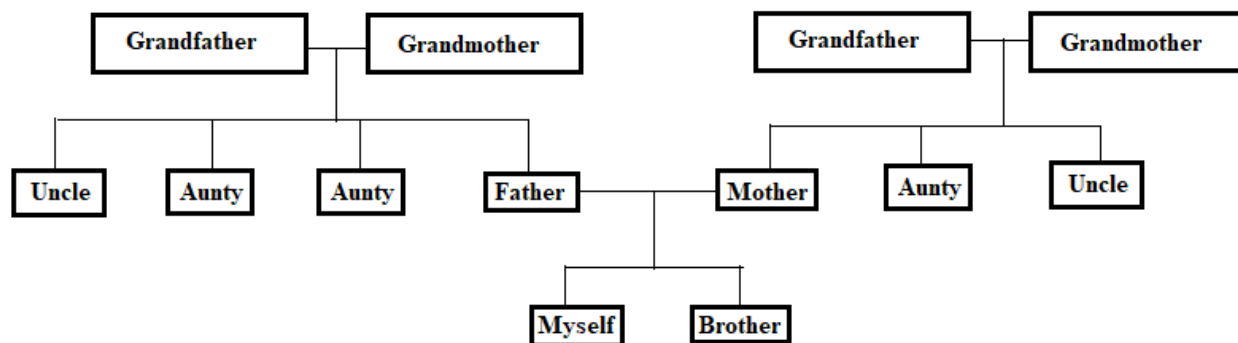 Grandfather
Grandmother
Grandfather
Grandmother
Uncle
Aunty
Aunty
Father
Mother
Aunty
Uncle
Myself
Brother